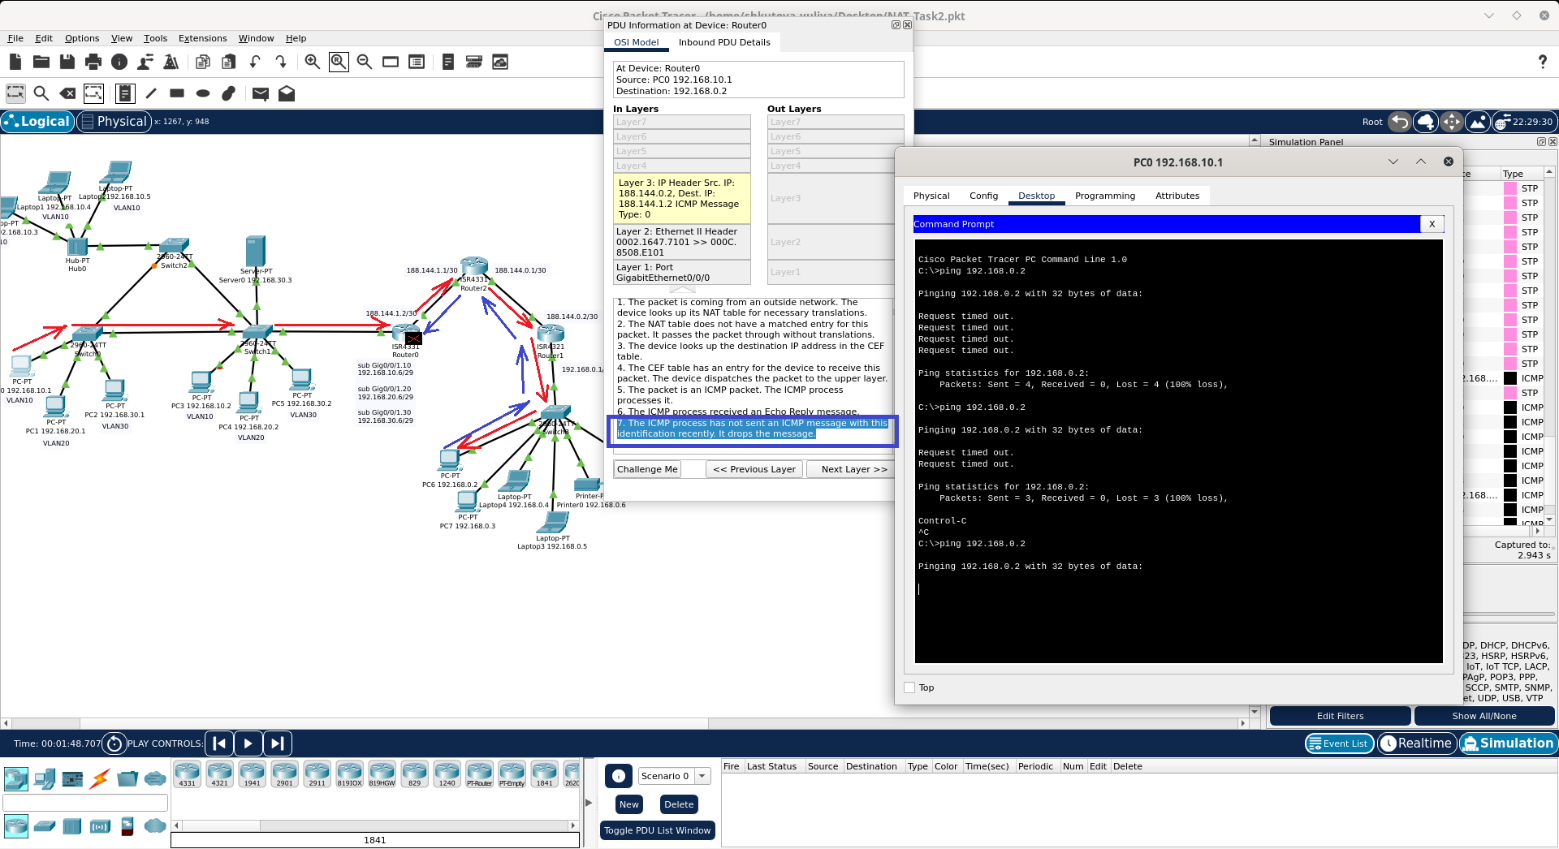 Cisco Packet Tracer - /home/shkutova-yuliya/Desktop/NAT_Task2.pkt
File Edit Options View Tools Extensions Window Help
Logical Physical x: 1267, y: 948
Root 22:29:30
PDU Information at Device: Router0
OSI Model Inbound PDU Details
At Device: Router0
Source: PC0 192.168.10.1
Destination: 192.168.0.2
In Layers Out Layers
Layer7 Layer7
Layer6 Layer6
Layer5 Layer5
Layer4 Layer4
Layer 3: IP Header Src. IP:
188.144.0.2, Dest. IP:
188.144.1.2 ICMP Message
Type: 0
Layer3
Layer 2: Ethernet II Header
0002.1647.7101 >> 000C.
8508.E101
Layer2
Layer 1: Port
GigabitEthernet0/0/0
Layer1
1. The packet is coming from an outside network. The
device looks up its NAT table for necessary translations.
2. The NAT table does not have a matched entry for this
packet. It passes the packet through without translations.
3. The device looks up the destination IP address in the CEF
table.
4. The CEF table has an entry for the device to receive this
packet. The device dispatches the packet to the upper layer.
5. The packet is an ICMP packet. The ICMP process
processes it.
6. The ICMP process received an Echo Reply message.
7. The ICMP process has not sent an ICMP message with this
identification recently. It drops the message.
Challenge Me << Previous Layer Next Layer >>
Laptop-PT
Laptop2192.168.10.5
VLAN10
Laptop-PT
Laptop1 192.168.10.4
VLAN10
op-PT
2.168.10.3
10
Hub-PT
Hub0
2960-24TT
Switch2
Server-PT
Server0 192.168.30.3
2960-24TT
Switch0
2960-24TT
Switch1
188.144.1.1/30
188.144.0.1/30
ISR4331
Router2
188.144.1.2/30
ISR4331
Router0
188.144.0.2/30
ISR4321
Router1
192.168.0.1/
sub Gig0/0/1.10
192.168.10.6/29
sub Gig0/0/1.20
192.168.20.6/29
sub Gig0/0/1.30
192.168.30.6/29
PC-PT
0 192.168.10.1
VLAN10
PC-PT
PC1 192.168.20.1
VLAN20
PC-PT
PC2 192.168.30.1
PC-PT
PC3 192.168.10.2
VLAN10
PC-PT
PC4 192.168.20.2
VLAN20
PC-PT
PC5 192.168.30.2
VLAN30
2960-24TT
PC-PT
PC6 192.168.0.2
PC-PT
PC7 192.168.0.3
Laptop-PT
Laptop4 192.168.0.4
Laptop-PT
Laptop3 192.168.0.5
Printer-P
Printer0 192.168.0.6
PC0 192.168.10.1
Physical Config Desktop Programming Attributes
Command Prompt X
Cisco Packet Tracer PC Command Line 1.0
C:\>ping 192.168.0.2
Pinging 192.168.0.2 with 32 bytes of data:
Request timed out.
Request timed out.
Request timed out.
Request timed out.
Ping statistics for 192.168.0.2:
Packets: Sent = 4, Received = 0, Lost = 4 (100% loss),
C:\>ping 192.168.0.2
Pinging 192.168.0.2 with 32 bytes of data:
Request timed out.
Request timed out.
Ping statistics for 192.168.0.2:
Packets: Sent = 3, Received = 0, Lost = 3 (100% loss),
Control-C
^C
C:\>ping 192.168.0.2
Pinging 192.168.0.2 with 32 bytes of data:
Top
Simulation Panel
ce Type
STP
STP
STP
STP
STP
STP
STP
STP
STP
STP
STP
STP
STP
.168.... ICMP
STP
ICMP
ICMP
ICMP
ICMP
ICMP
ICMP
2.168.... ICMP
ICMP
ICMP
Captured to:
2.943 s
DP, DHCP, DHCPv6,
23, HSRP, HSRPv6,
IoT, IoT TCP, LACP,
PAgP, POP3, PPP,
SCCP, SMTP, SNMP,
et, UDP, USB, VTP
Edit Filters Show All/None
Time: 00:01:48.707 PLAY CONTROLS:
Event List Realtime Simulation
4331 4321 1941 2901 2911 819IOX 819HGW 829 1240 PT-Router PT-Empty 1841 2620
1841
Scenario 0
New Delete
Toggle PDU List Window
Fire Last Status Source Destination Type Color Time(sec) Periodic Num Edit Delete